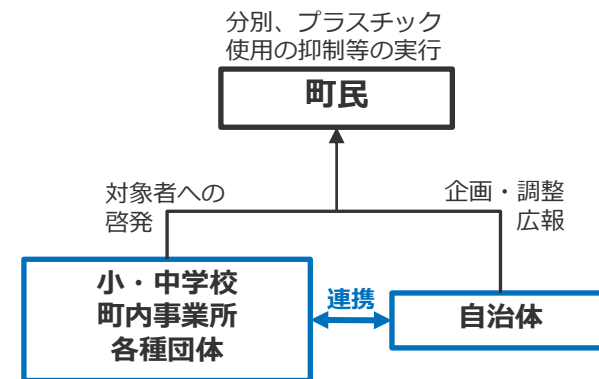 分別、プラスチック
使用の抑制等の実行
町民
対象者への
啓発
企画・調整
広報
小・中学校
町内事業所
各種団体
連携
自治体